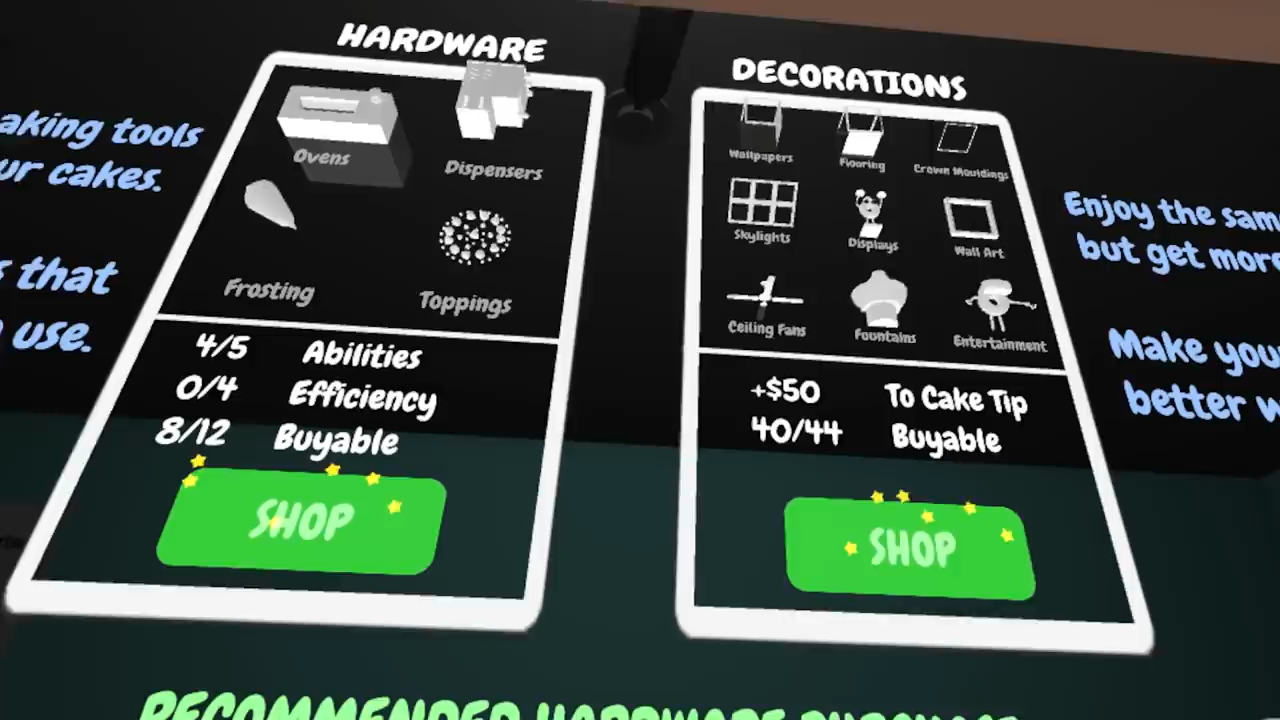 HARDWARE
DECORATIONS
aking tools
ur cakes.
s that
use.
Ovens
Dispensers
Frosting
Toppings
4/5 Abilities
0/4 Efficiency
8/12 Buyable
SHOP
Wallpapers
Flooring
Crown Mouldings
Skylights
Displays
Wall Art
Ceiling Fans
Fountains
Entertainment
+$50 To Cake Tip
40/44 Buyable
SHOP
Enjoy the sam
but get more
Make you
better w
RECOMMENDED HARDWARE